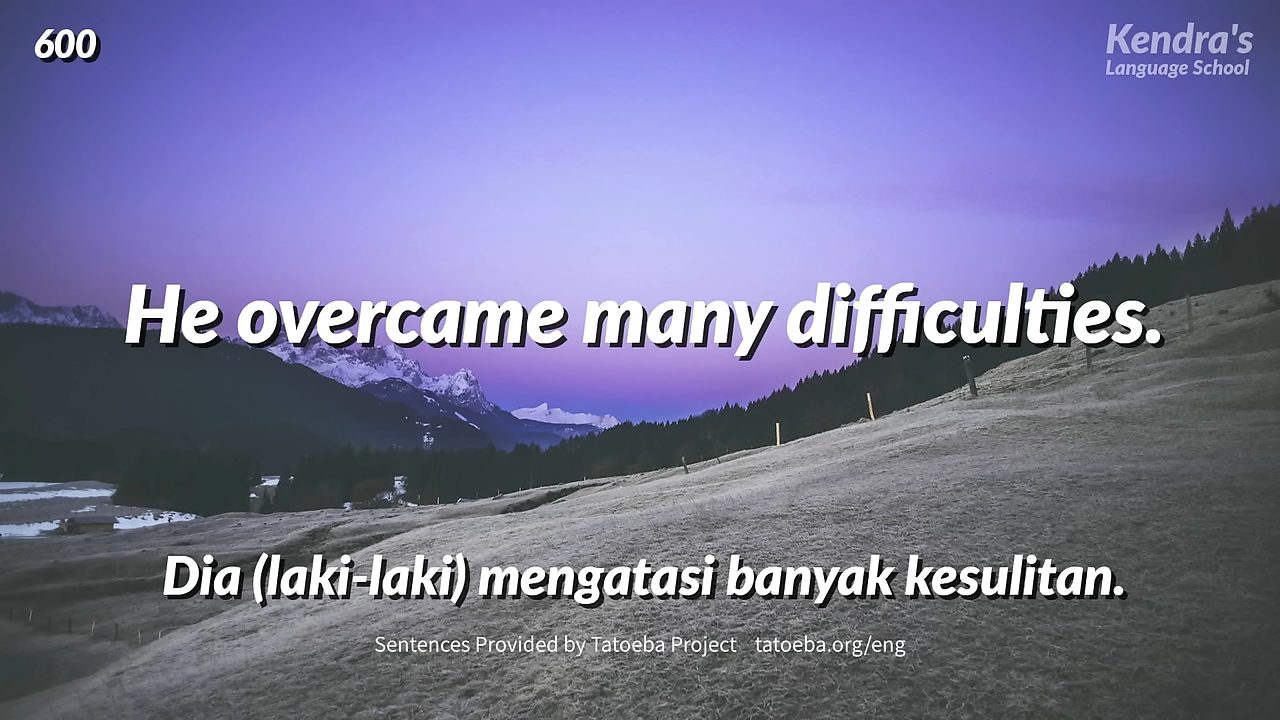 600
Kendra's
Language School
He overcame many difficulties.
Dia (laki-laki) mengatasi banyak kesulitan.
Sentences Provided by Tatoeba Project tatoeba.org/eng